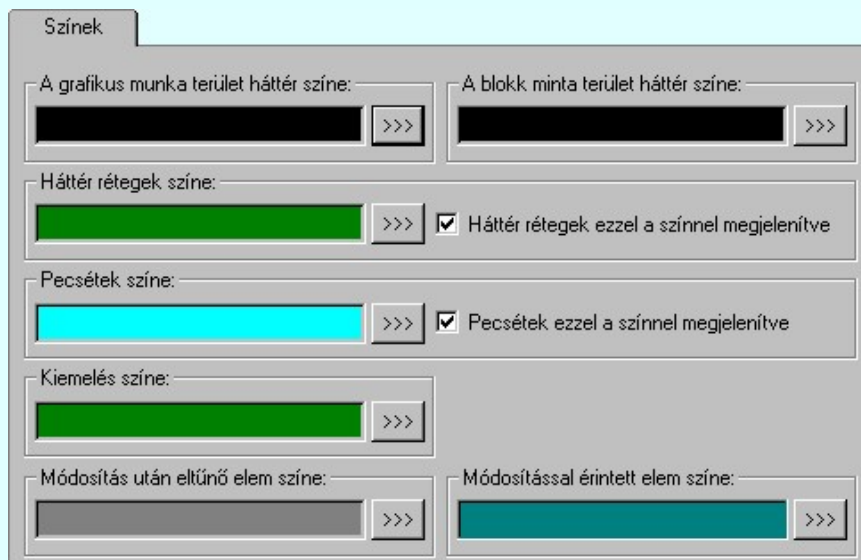 Színek
A grafikus munka terület háttér színe:
A blokk minta terület háttér színe:
>>>
>>>
Háttér rétegek színe:
>>>
Háttér rétegek ezzel a színnel megjelenítve
Pecsétek színe:
>>>
Pecsétek ezzel a színnel megjelenítve
Kiemelés színe:
>>>
Módosítás után eltűnő elem színe:
Módosítással érintett elem színe:
>>>
>>>